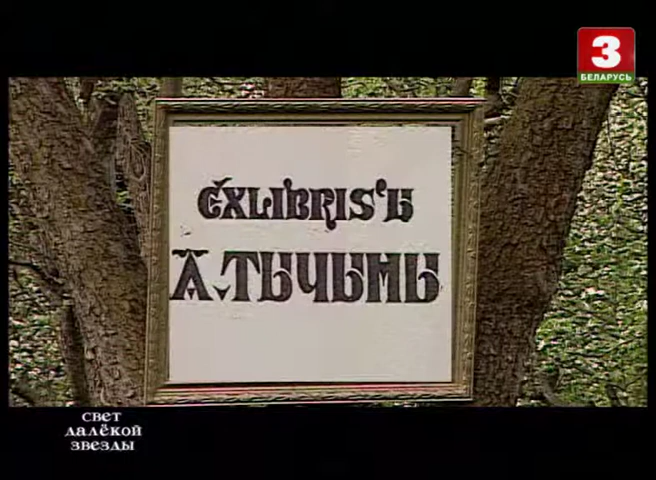 3
БЕЛАРУСЬ
EXLIBRIS'Ы
А. ТЫЧЫНЫ
СВЕТ
ДАЛЁКОЙ
ЗВЕЗДЫ